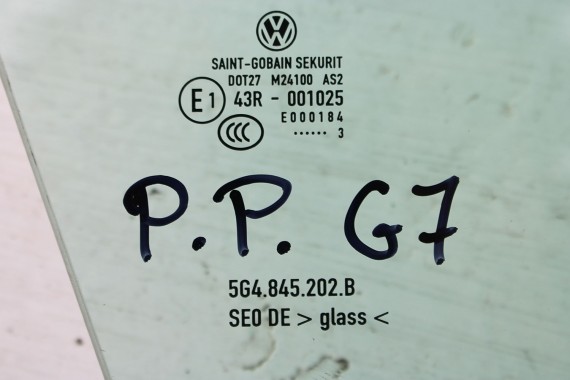 VW
SAINT-GOBAIN SEKURIT
DOT27 M24100 AS2
E1 43R - 001025
E000184
CCC ...... 3
P.P. G7
5G4.845.202.B
SE0 DE > glass <